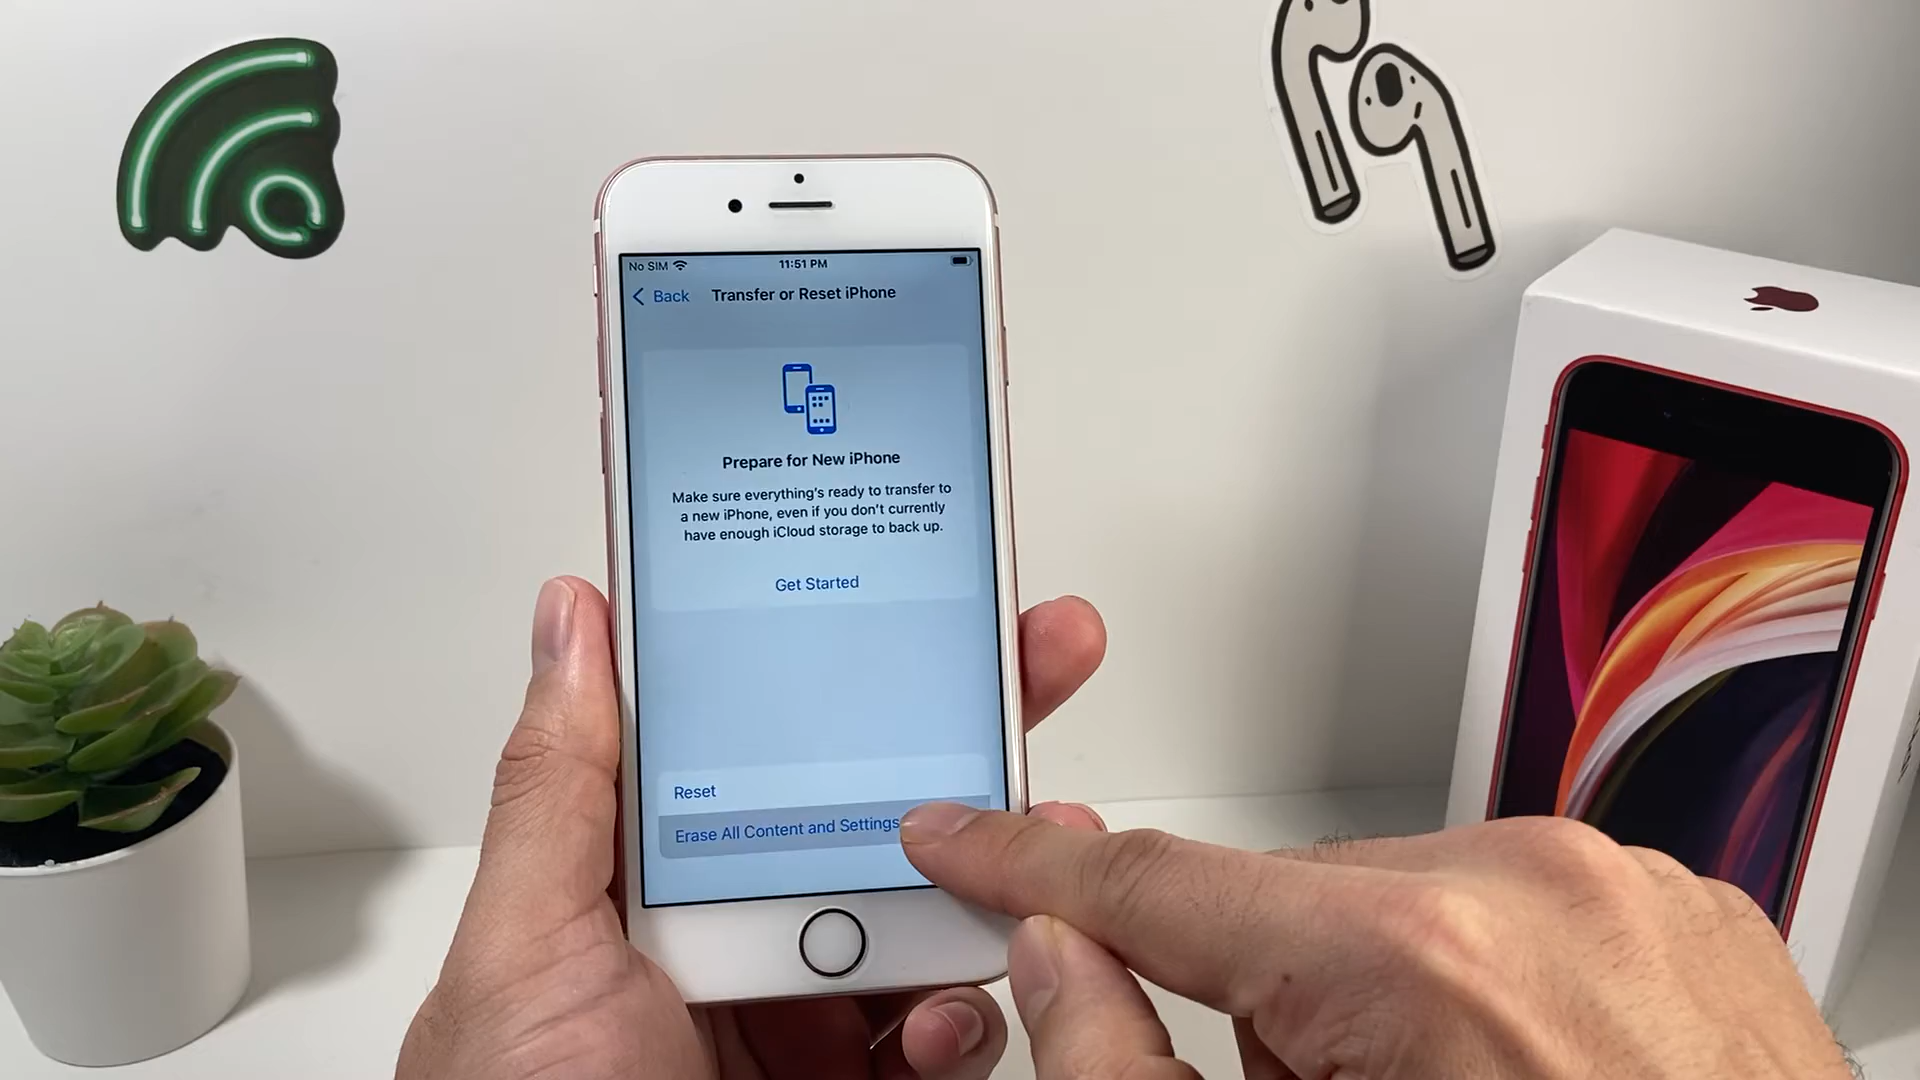 No SIM
11:51 PM
Back
Transfer or Reset iPhone
Prepare for New iPhone
Make sure everything's ready to transfer to
a new iPhone, even if you don't currently
have enough iCloud storage to back up.
Get Started
Reset
Erase All Content and Settings